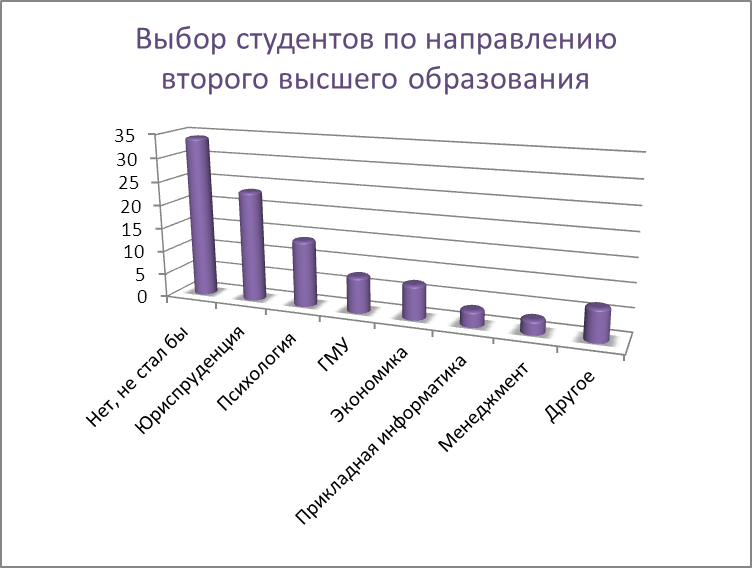 Выбор студентов по направлению
второго высшего образования
35
30
25
20
15
10
5
0
Нет, не стал бы
Юриспруденция
Психология
ГМУ
Экономика
Прикладная информатика
Менеджмент
Другое